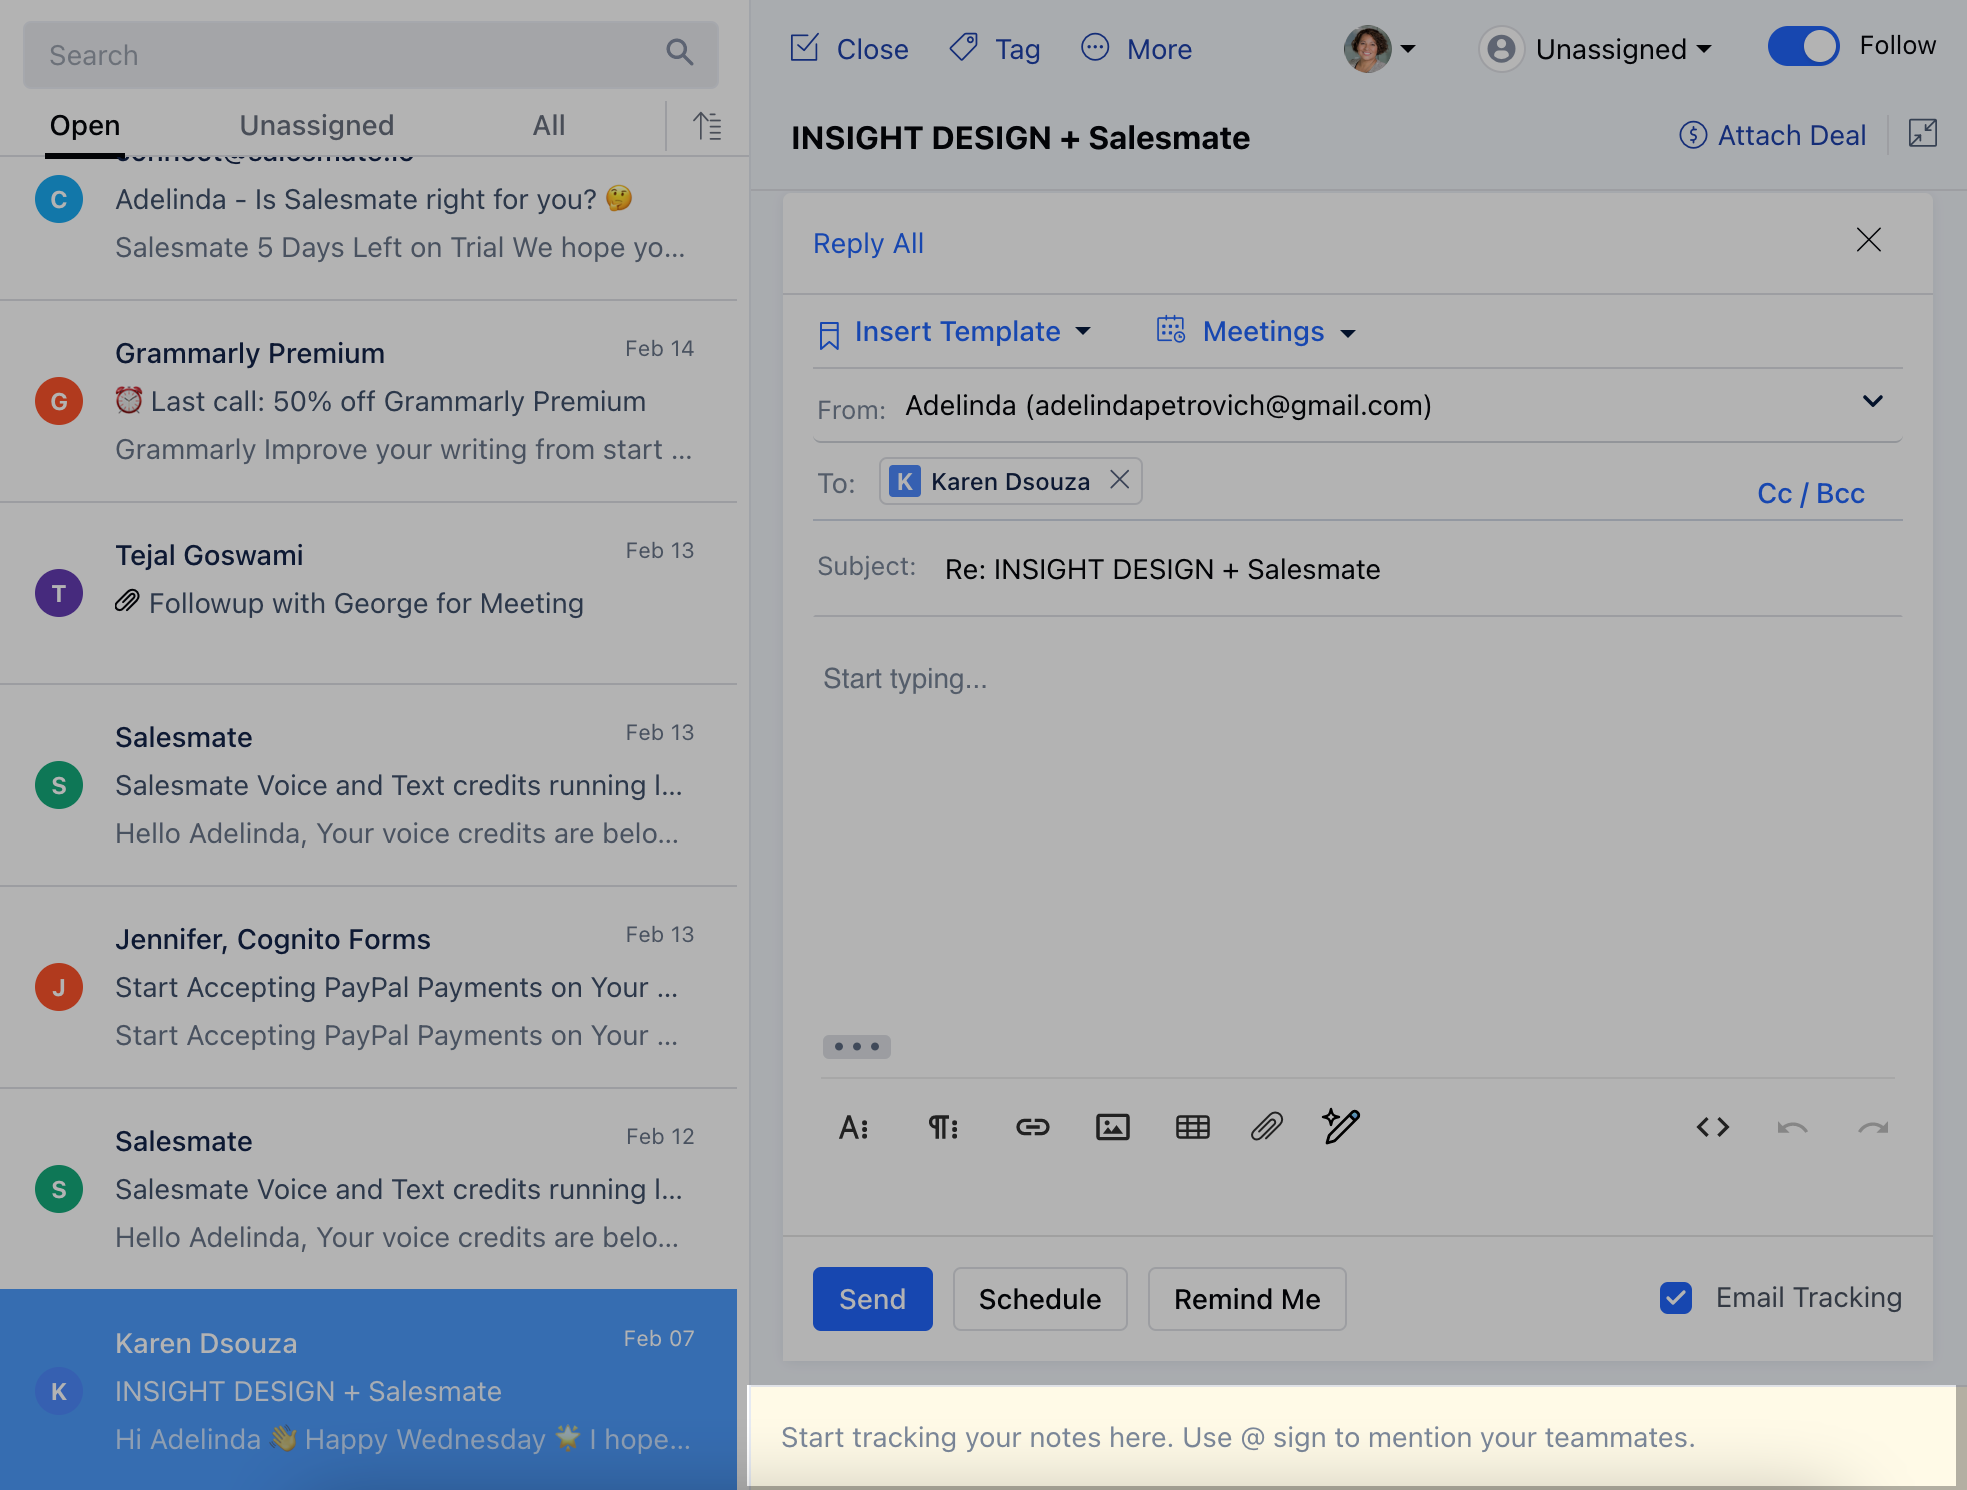 Search
Open
Unassigned
All
C
Adelinda - Is Salesmate right for you? 🤔
Salesmate 5 Days Left on Trial We hope yo...
Grammarly Premium
Feb 14
G
⏰ Last call: 50% off Grammarly Premium
Grammarly Improve your writing from start ...
Tejal Goswami
Feb 13
T
Followup with George for Meeting
Salesmate
Feb 13
S
Salesmate Voice and Text credits running l...
Hello Adelinda, Your voice credits are belo...
Jennifer, Cognito Forms
Feb 13
J
Start Accepting PayPal Payments on Your ...
Start Accepting PayPal Payments on Your ...
Salesmate
Feb 12
S
Salesmate Voice and Text credits running l...
Hello Adelinda, Your voice credits are belo...
Karen Dsouza
Feb 07
K
INSIGHT DESIGN + Salesmate
Hi Adelinda 👋 Happy Wednesday 🌟 I hope...
Close
Tag
More
Unassigned
Follow
INSIGHT DESIGN + Salesmate
Attach Deal
Reply All
Insert Template
Meetings
From: Adelinda (adelindapetrovich@gmail.com)
To: K Karen Dsouza
Cc / Bcc
Subject: Re: INSIGHT DESIGN + Salesmate
Start typing...
Send
Schedule
Remind Me
Email Tracking
Start tracking your notes here. Use @ sign to mention your teammates.